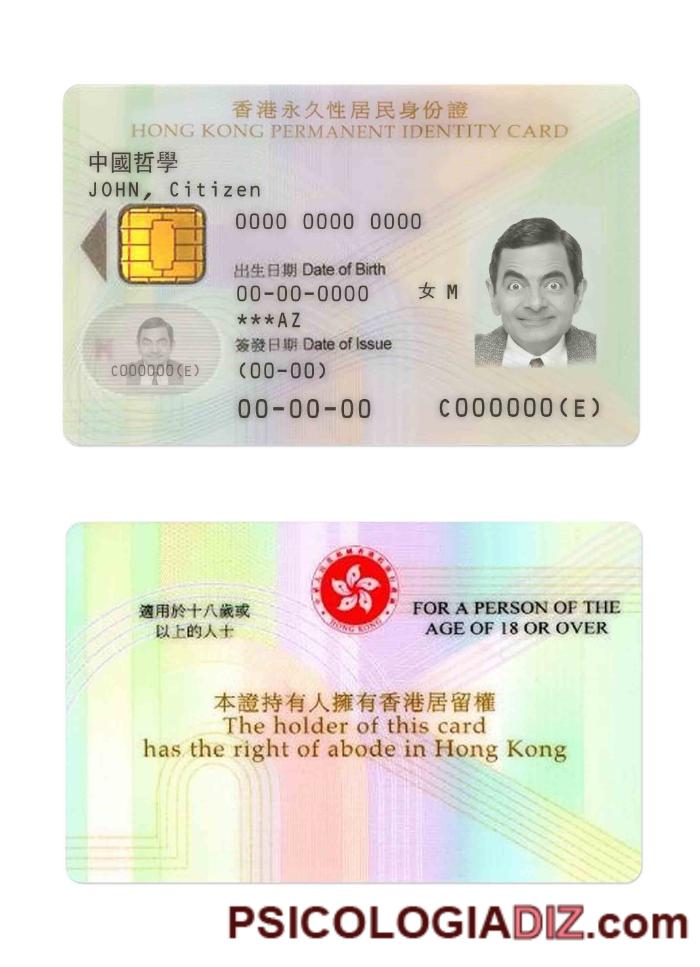 香港永久性居民身份證
HONG KONG PERMANENT IDENTITY CARD
中國哲學
JOHN, Citizen
0000 0000 0000
出生日期 Date of Birth
00-00-0000 女 M
***AZ
簽發日期 Date of Issue
(00-00)
C000000(E)
00-00-00 C000000(E)
適用於十八歲或
以上的人士
FOR A PERSON OF THE
AGE OF 18 OR OVER
HONG KONG
本證持有人擁有香港居留權
The holder of this card
has the right of abode in Hong Kong
PSICOLOGIADIZ.com